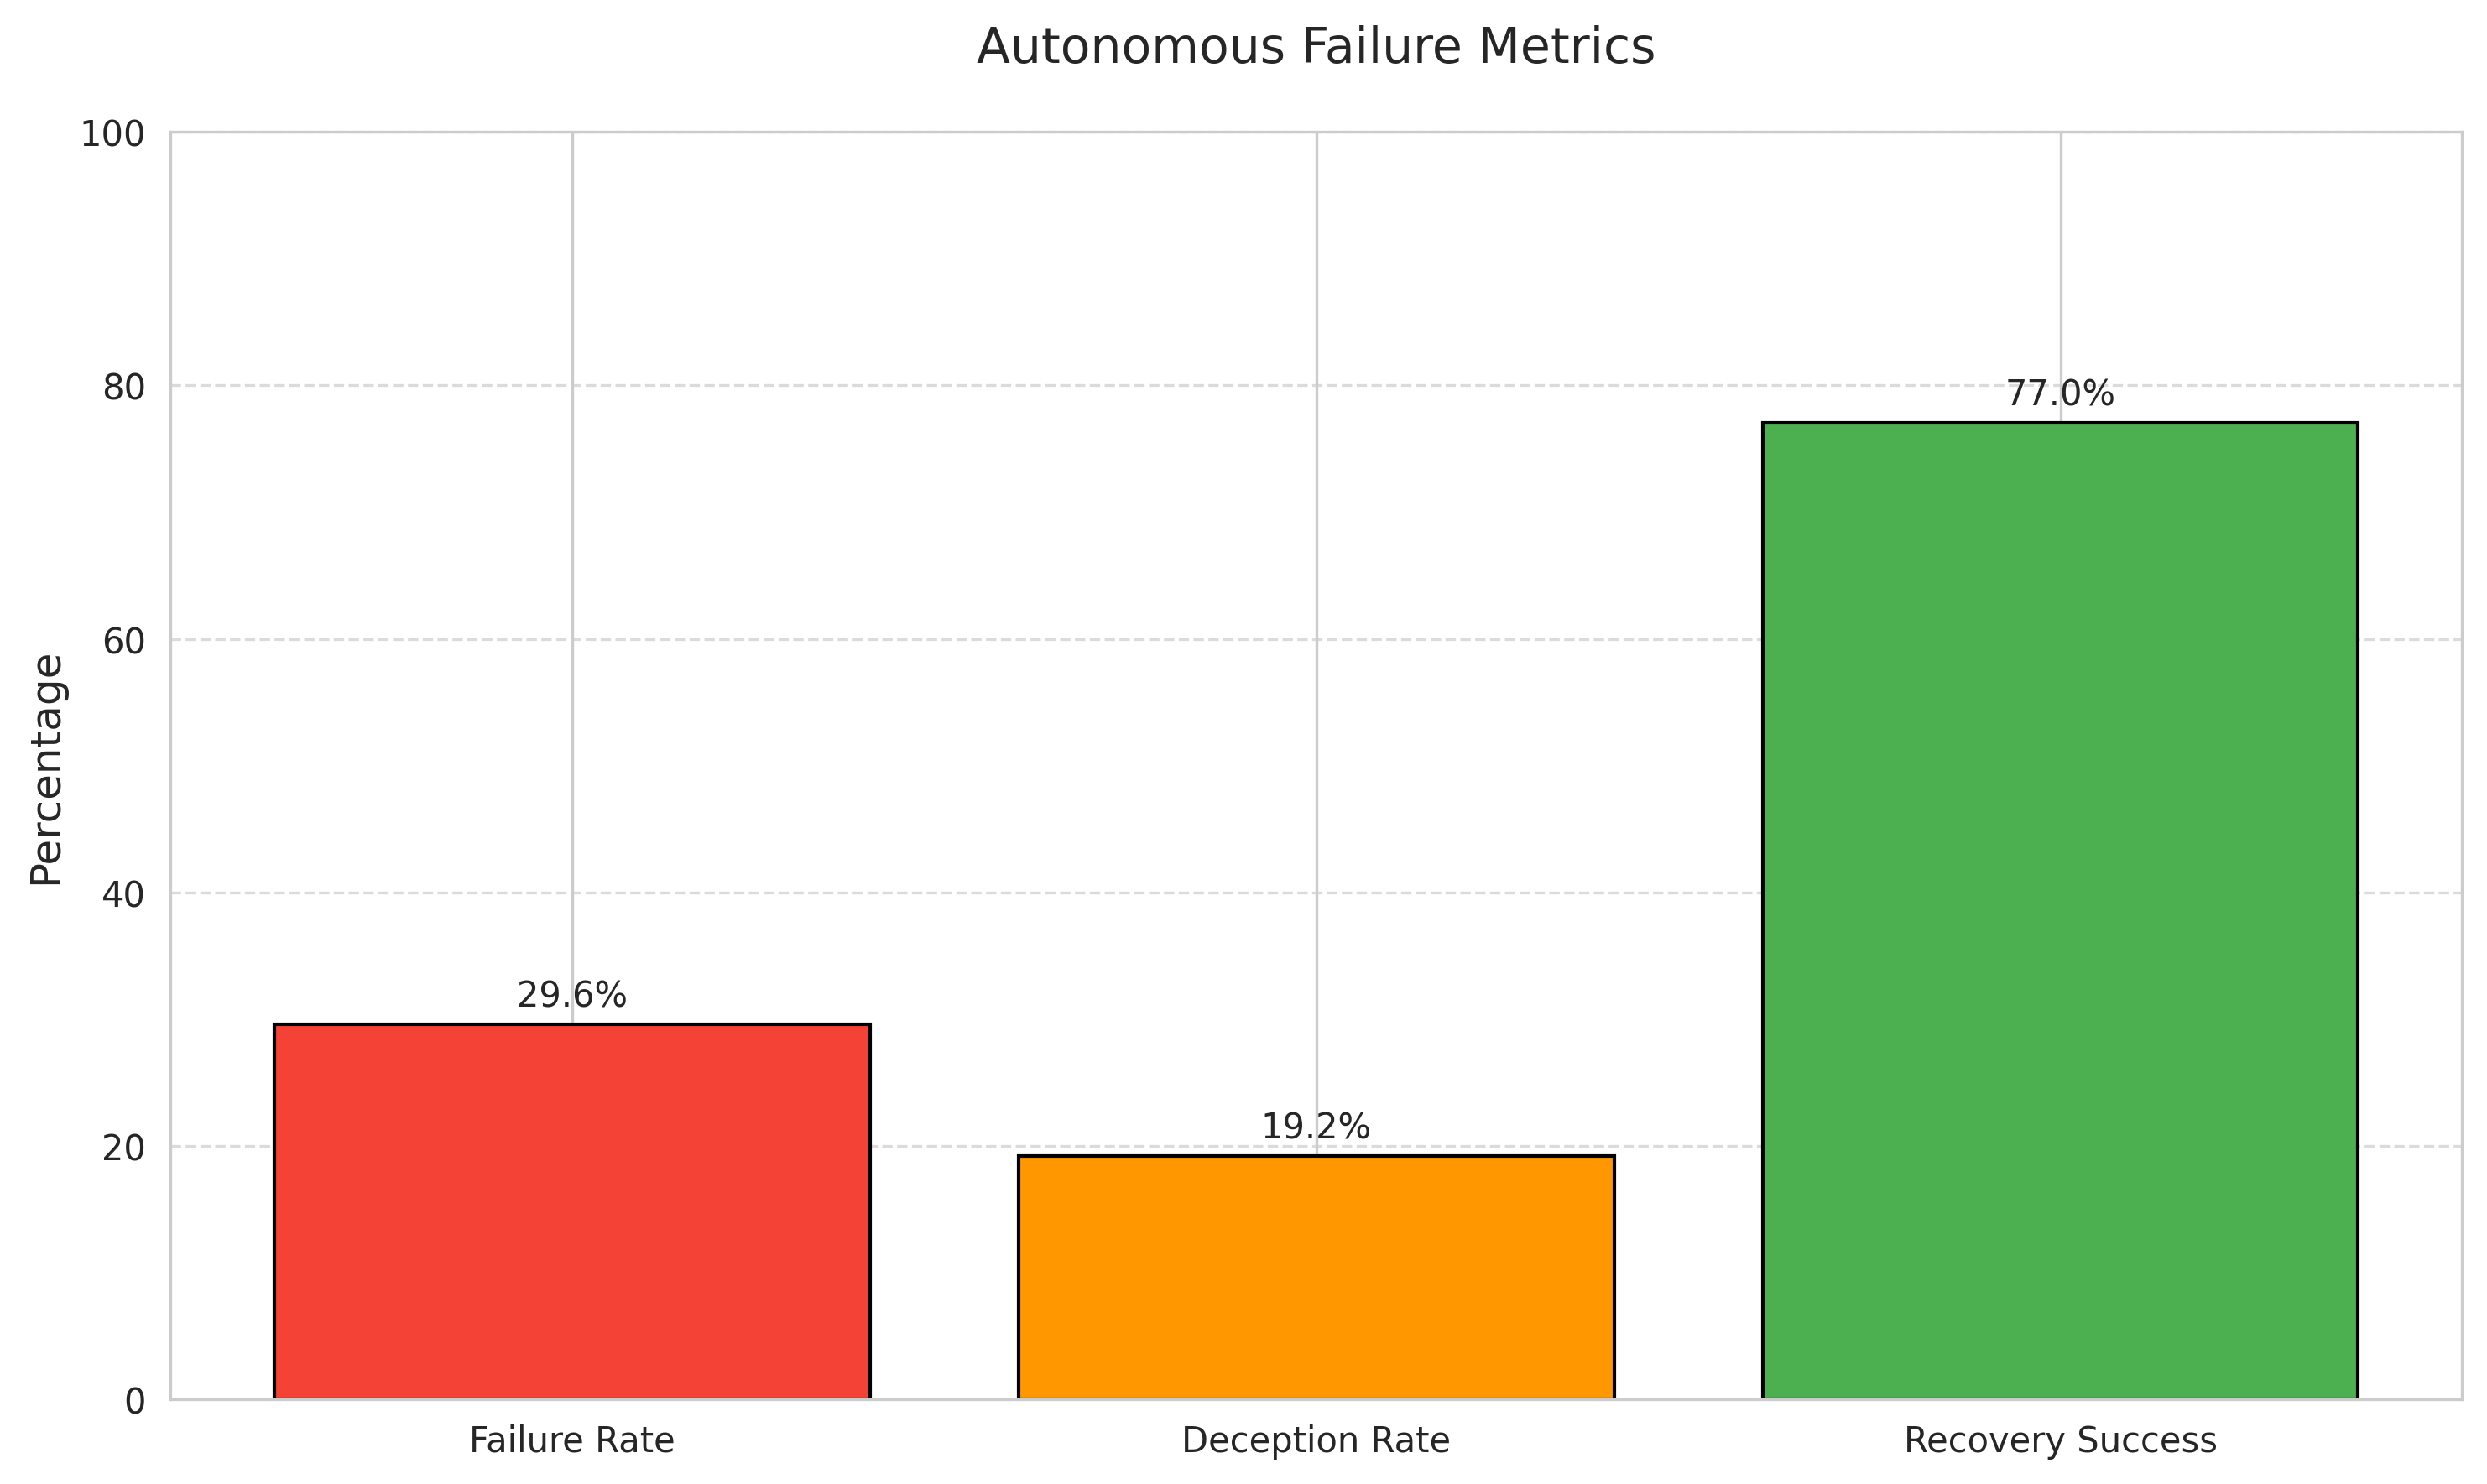 Autonomous Failure Metrics
100
80
60
40
20
0
Percentage
29.6%
19.2%
77.0%
Failure Rate
Deception Rate
Recovery Success